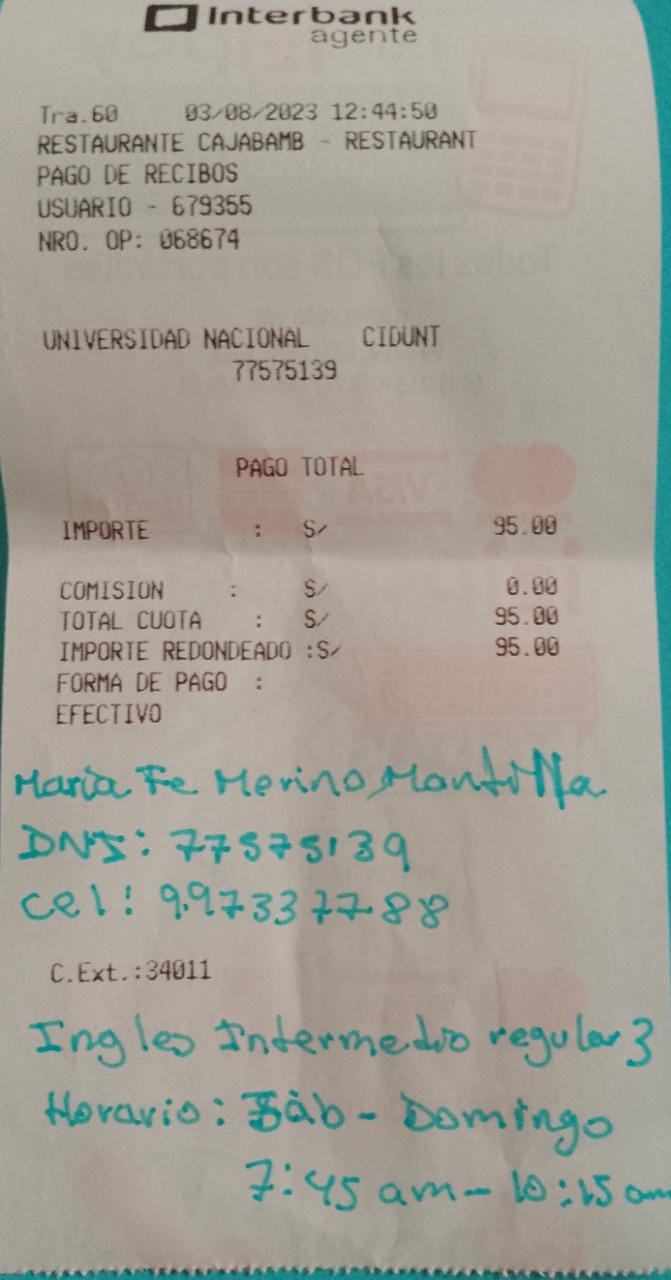 Interbank
agente
Tra.60 03/08/2023 12:44:50
RESTAURANTE CAJABAMB - RESTAURANT
PAGO DE RECIBOS
USUARIO - 679355
NRO. OP: 068674
UNIVERSIDAD NACIONAL CIDUNT
77575139
PAGO TOTAL
IMPORTE : S/ 95.00
COMISION : S/ 0.00
TOTAL CUOTA : S/ 95.00
IMPORTE REDONDEADO :S/ 95.00
FORMA DE PAGO :
EFECTIVO
Maria Fe Merino Mantilla
DNI: 77575139
cel: 997337788
C.Ext.:34011
Ingles Intermedio regular 3
Horario: Sàb - Domingo
7:45 am - 10:15 am